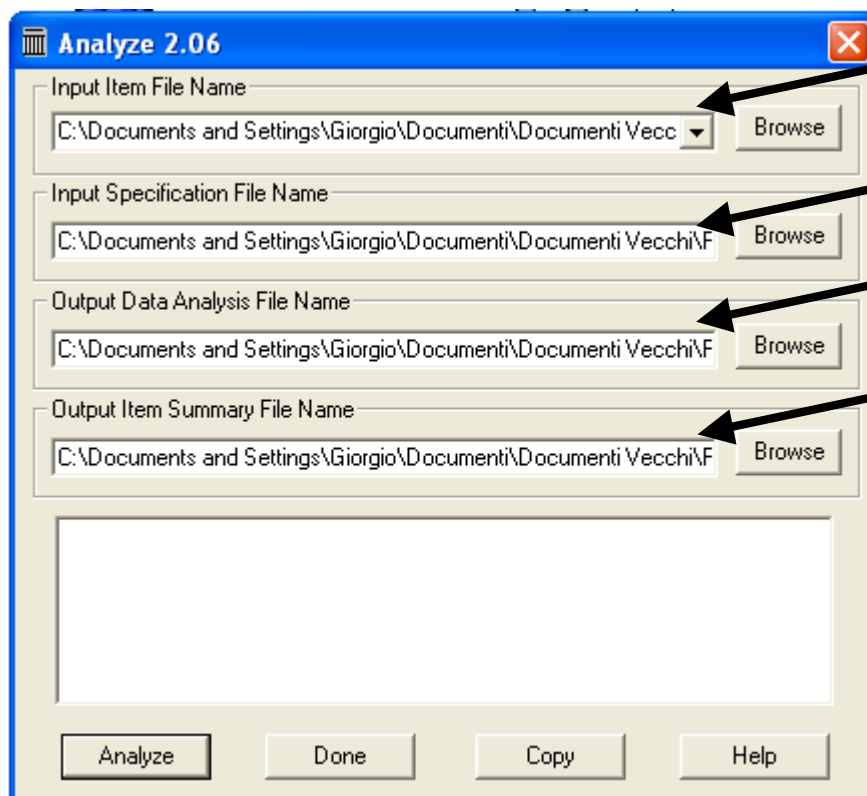 Analyze 2.06
Input Item File Name
C:\Documents and Settings\Giorgio\Documenti\Documenti Vecc
Browse
Input Specification File Name
C:\Documents and Settings\Giorgio\Documenti\Documenti Vecchi\F
Browse
Output Data Analysis File Name
C:\Documents and Settings\Giorgio\Documenti\Documenti Vecchi\F
Browse
Output Item Summary File Name
C:\Documents and Settings\Giorgio\Documenti\Documenti Vecchi\F
Browse
Analyze Done Copy Help